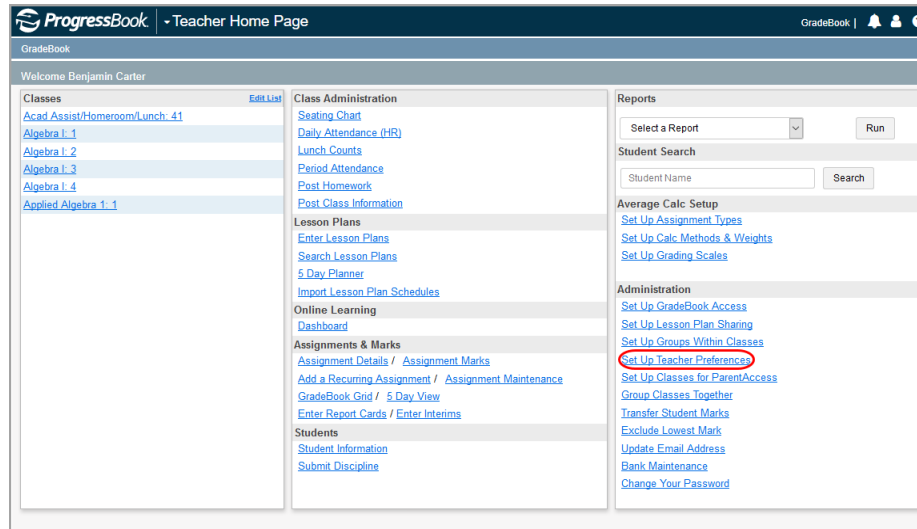 ProgressBook. Teacher Home Page GradeBook |
GradeBook
Welcome Benjamin Carter
Classes Edit List
Acad Assist/Homeroom/Lunch: 41
Algebra I: 1
Algebra I: 2
Algebra I: 3
Algebra I: 4
Applied Algebra 1: 1
Class Administration
Seating Chart
Daily Attendance (HR)
Lunch Counts
Period Attendance
Post Homework
Post Class Information
Lesson Plans
Enter Lesson Plans
Search Lesson Plans
5 Day Planner
Import Lesson Plan Schedules
Online Learning
Dashboard
Assignments & Marks
Assignment Details / Assignment Marks
Add a Recurring Assignment / Assignment Maintenance
GradeBook Grid / 5 Day View
Enter Report Cards / Enter Interims
Students
Student Information
Submit Discipline
Reports
Select a Report Run
Student Search
Student Name Search
Average Calc Setup
Set Up Assignment Types
Set Up Calc Methods & Weights
Set Up Grading Scales
Administration
Set Up GradeBook Access
Set Up Lesson Plan Sharing
Set Up Groups Within Classes
Set Up Teacher Preferences
Set Up Classes for ParentAccess
Group Classes Together
Transfer Student Marks
Exclude Lowest Mark
Update Email Address
Bank Maintenance
Change Your Password